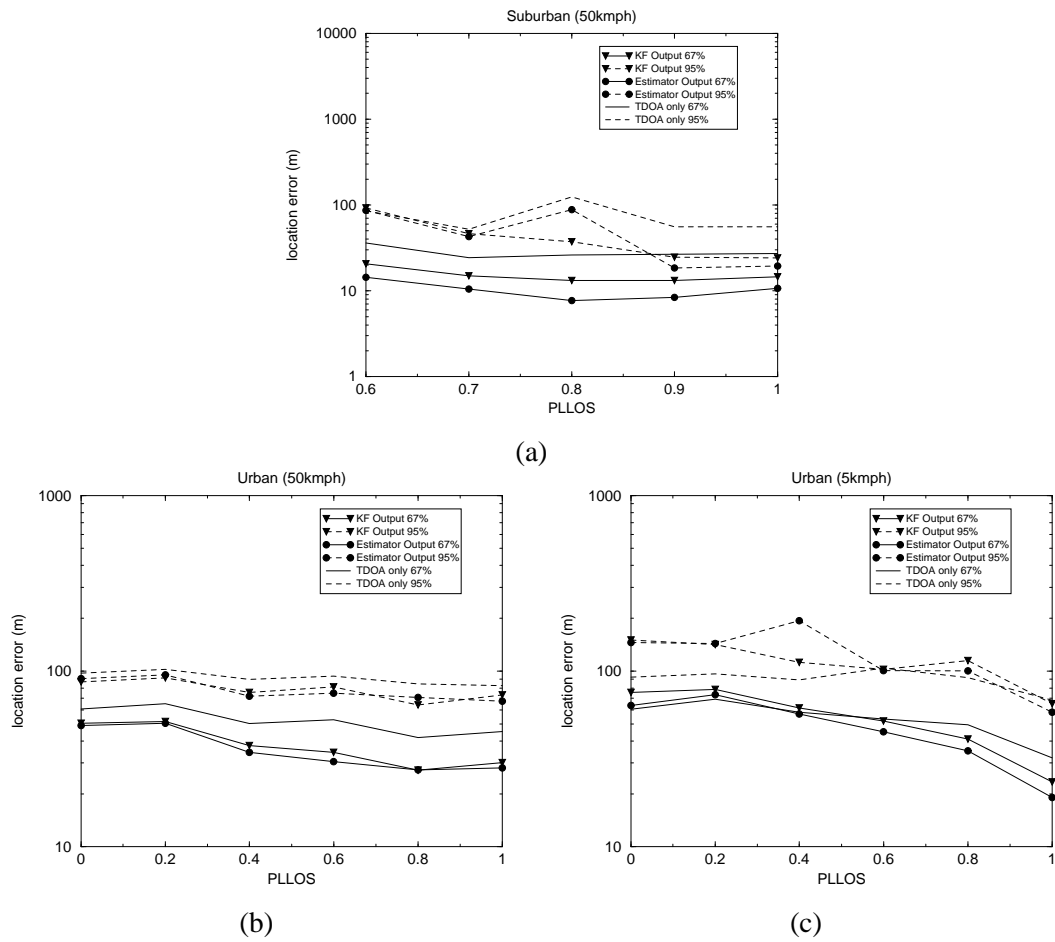 Suburban (50kmph)
10000
1000
100
10
1
location error (m)
KF Output 67%
KF Output 95%
Estimator Output 67%
Estimator Output 95%
TDOA only 67%
TDOA only 95%
0.6 0.7 0.8 0.9 1
PLLOS
(a)
Urban (50kmph)
1000
100
10
location error (m)
KF Output 67%
KF Output 95%
Estimator Output 67%
Estimator Output 95%
TDOA only 67%
TDOA only 95%
0 0.2 0.4 0.6 0.8 1
PLLOS
(b)
Urban (5kmph)
1000
100
10
location error (m)
KF Output 67%
KF Output 95%
Estimator Output 67%
Estimator Output 95%
TDOA only 67%
TDOA only 95%
0 0.2 0.4 0.6 0.8 1
PLLOS
(c)